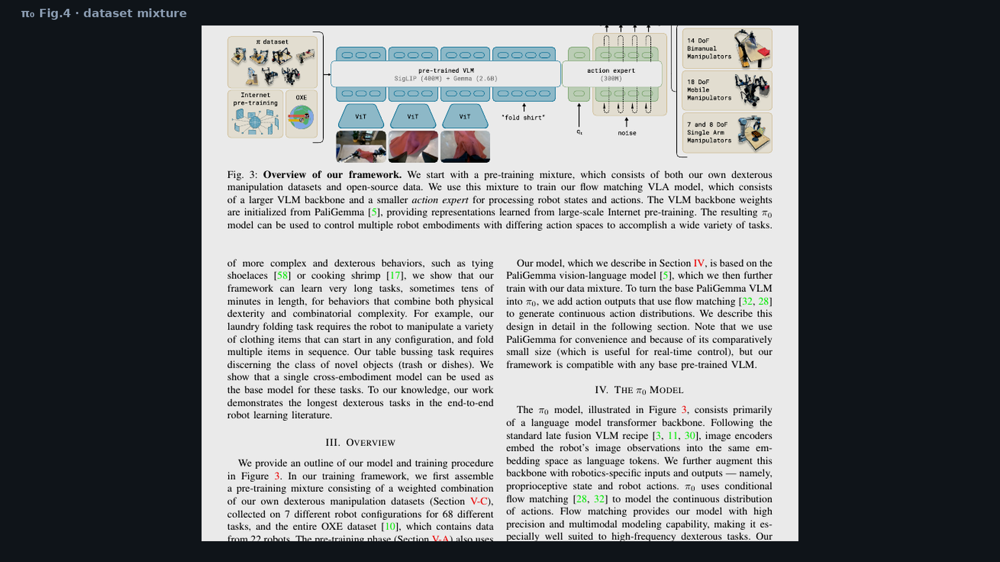 π₀ Fig.4 · dataset mixture
π dataset
Internet
pre-training
OXE
pre-trained VLM
SigLIP (400M) + Gemma (2.6B)
action expert
(300M)
ViT
ViT
ViT
"fold shirt"
qₜ
noise
14 DoF
Bimanual
Manipulators
18 DoF
Mobile
Manipulators
7 and 8 DoF
Single Arm
Manipulators
Fig. 3: Overview of our framework. We start with a pre-training mixture, which consists of both our own dexterous
manipulation datasets and open-source data. We use this mixture to train our flow matching VLA model, which consists
of a larger VLM backbone and a smaller action expert for processing robot states and actions. The VLM backbone weights
are initialized from PaliGemma [5], providing representations learned from large-scale Internet pre-training. The resulting π₀
model can be used to control multiple robot embodiments with differing action spaces to accomplish a wide variety of tasks.
of more complex and dexterous behaviors, such as tying
shoelaces [58] or cooking shrimp [17], we show that our
framework can learn very long tasks, sometimes tens of
minutes in length, for behaviors that combine both physical
dexterity and combinatorial complexity. For example, our
laundry folding task requires the robot to manipulate a variety
of clothing items that can start in any configuration, and fold
multiple items in sequence. Our table bussing task requires
discerning the class of novel objects (trash or dishes). We
show that a single cross-embodiment model can be used as
the base model for these tasks. To our knowledge, our work
demonstrates the longest dexterous tasks in the end-to-end
robot learning literature.
III. OVERVIEW
We provide an outline of our model and training procedure
in Figure 3. In our training framework, we first assemble
a pre-training mixture consisting of a weighted combination
of our own dexterous manipulation datasets (Section V-C),
collected on 7 different robot configurations for 68 different
tasks, and the entire OXE dataset [10], which contains data
from 22 robots. The pre-training phase (Section V-A) also uses
Our model, which we describe in Section IV, is based on the
PaliGemma vision-language model [5], which we then further
train with our data mixture. To turn the base PaliGemma VLM
into π₀, we add action outputs that use flow matching [32, 28]
to generate continuous action distributions. We describe this
design in detail in the following section. Note that we use
PaliGemma for convenience and because of its comparatively
small size (which is useful for real-time control), but our
framework is compatible with any base pre-trained VLM.
IV. THE π₀ MODEL
The π₀ model, illustrated in Figure 3, consists primarily
of a language model transformer backbone. Following the
standard late fusion VLM recipe [3, 11, 30], image encoders
embed the robot's image observations into the same em-
bedding space as language tokens. We further augment this
backbone with robotics-specific inputs and outputs — namely,
proprioceptive state and robot actions. π₀ uses conditional
flow matching [28, 32] to model the continuous distribution
of actions. Flow matching provides our model with high
precision and multimodal modeling capability, making it es-
pecially well suited to high-frequency dexterous tasks. Our